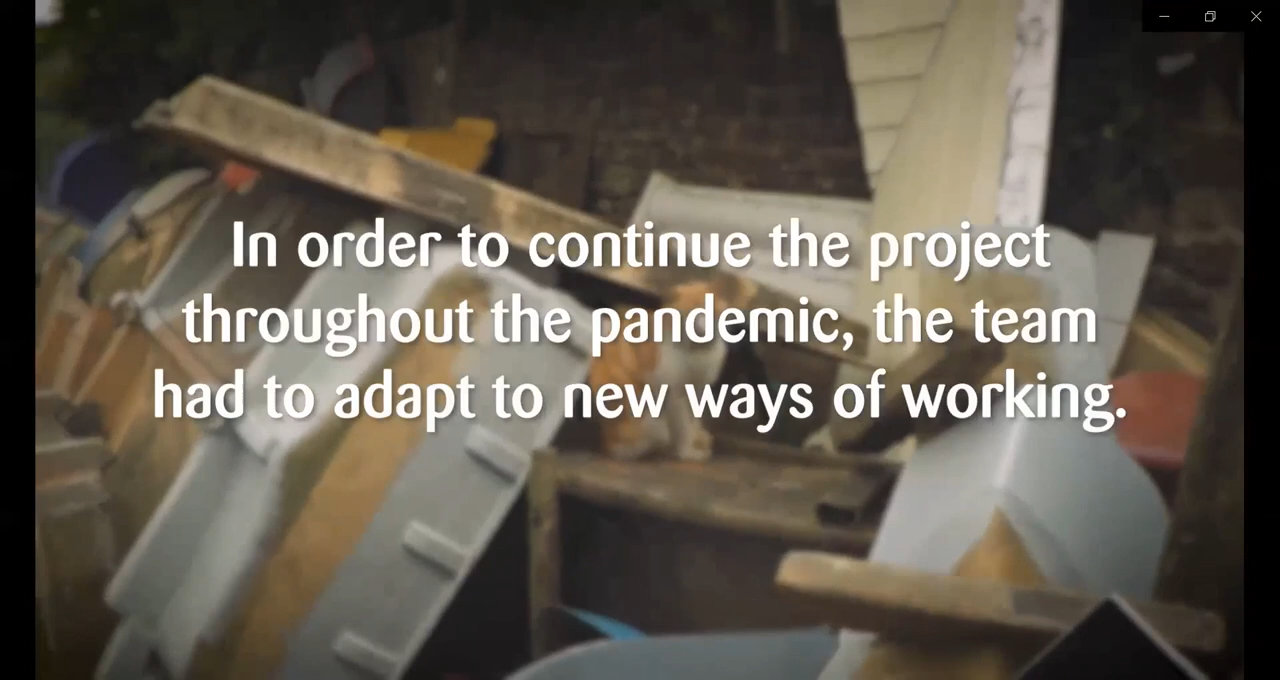 In order to continue the project
throughout the pandemic, the team
had to adapt to new ways of working.